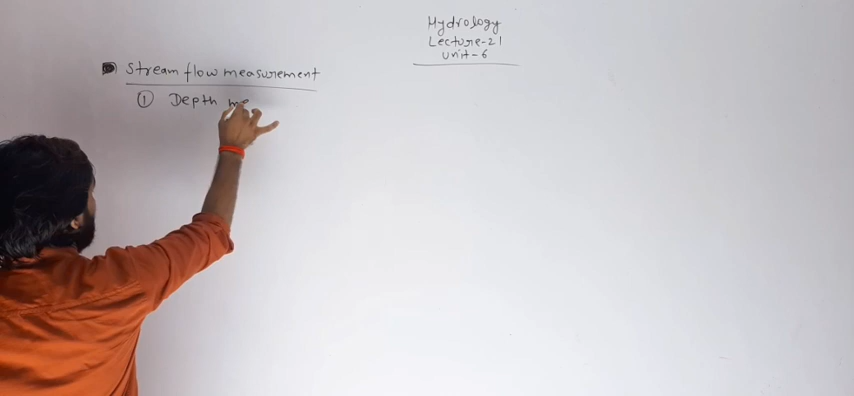 Hydrology
Lecture-21
Unit-6
Stream flow measurement
① Depth me